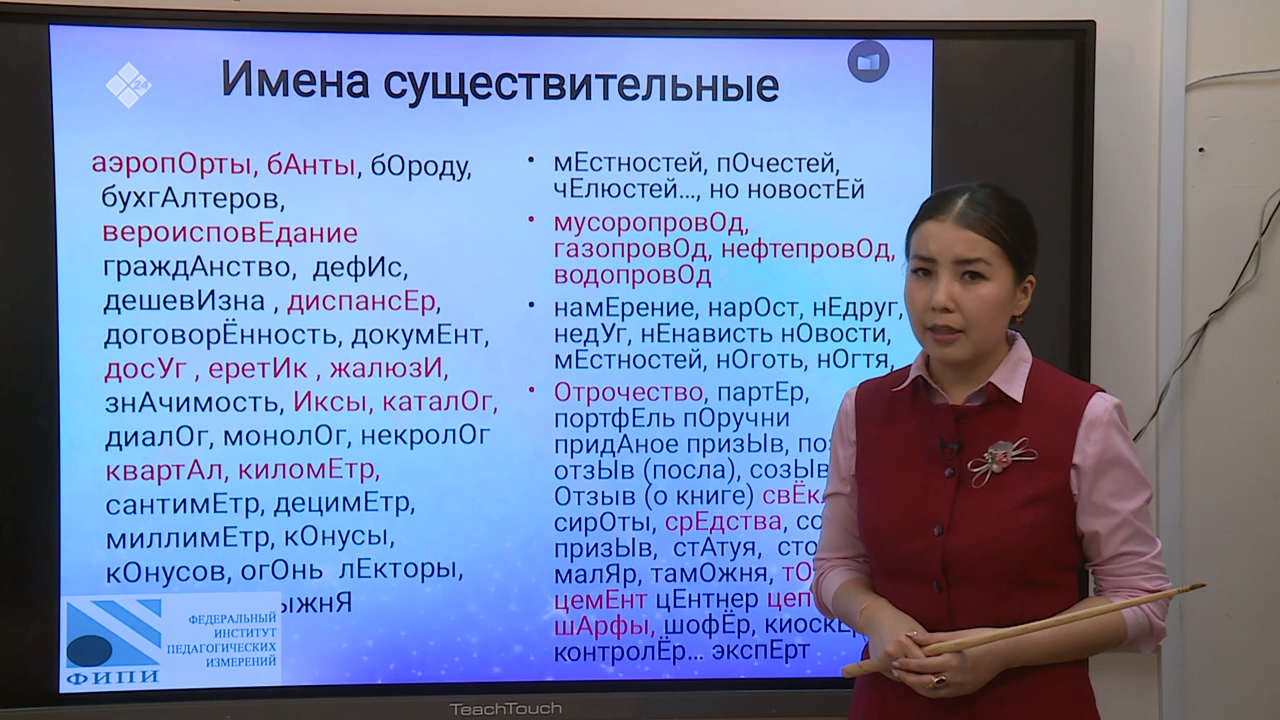 Имена существительные
х24
аэропОрты, бАнты, бОроду,
бухгАлтеров,
вероисповЕдание
граждАнство, дефИс,
дешевИзна , диспансЕр,
договорЁнность, докумЕнт,
досУг , еретИк , жалюзИ,
знАчимость, Иксы, каталОг,
диалОг, монолОг, некролОг
квартАл, киломЕтр,
сантимЕтр, децимЕтр,
миллимЕтр, кОнусы,
кОнусов, огОнь лЕкторы,
ыжнЯ
мЕстностей, пОчестей,
чЕлюстей..., но новостЕй
мусоропровОд,
газопровОд, нефтепровОд,
водопровОд
намЕрение, нарОст, нЕдруг,
недУг, нЕнависть нОвости,
мЕстностей, нОготь, нОгтя,
Отрочество, партЕр,
портфЕль пОручни
придАное призЫв,
отзЫв (посла), созЫв
Отзыв (о книге)
сирОты, срЕдства,
призЫв, стАтуя,
малЯр, тамОжня,
цемЕнт цЕнтнер
шАрфы, шофЁр,
контролЁр... экспЕрт
ФЕДЕРАЛЬНЫЙ
ИНСТИТУТ
ПЕДАГОГИЧЕСКИХ
ИЗМЕРЕНИЙ
ФИПИ
TeachTouch